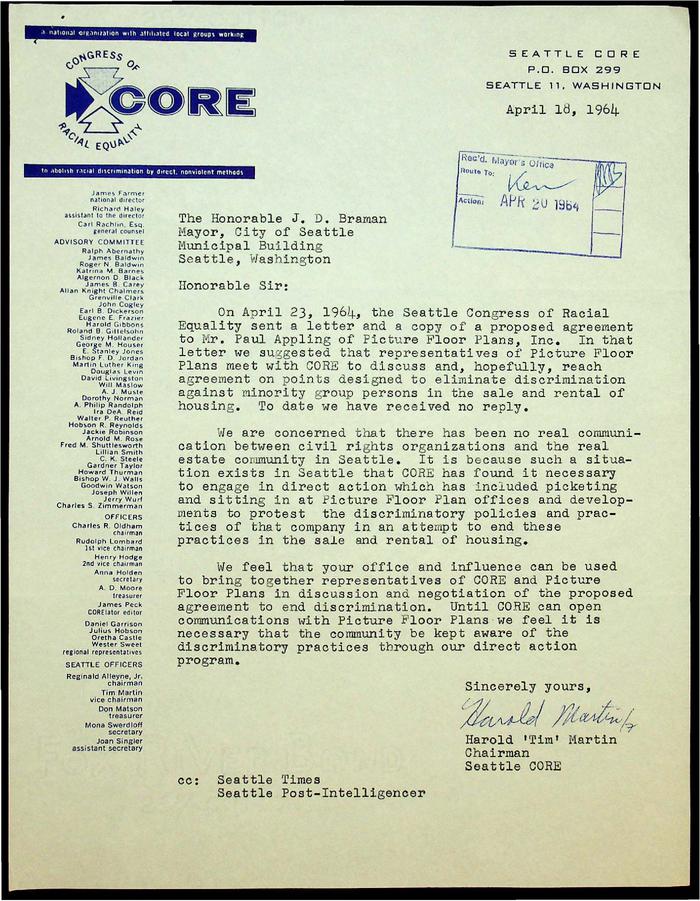 a national organization with affiliated local groups working
CONGRESS OF
CORE
RACIAL EQUALITY
to abolish racial discrimination by direct, nonviolent methods
SEATTLE CORE
P.O. BOX 299
SEATTLE 11, WASHINGTON
April 18, 1964
Rec'd. Mayor's Office
Route To:
Ken
Action:
APR 20 1964
James Farmer
national director
Richard Haley
assistant to the director
Carl Rachlin, Esq.
general counsel
ADVISORY COMMITTEE
Ralph Abernathy
James Baldwin
Roger N. Baldwin
Katrina M. Barnes
Algernon D. Black
James B. Carey
Allan Knight Chalmers
Grenville Clark
John Cogley
Earl B. Dickerson
Eugene E. Frazier
Harold Gibbons
Roland B. Gittelsohn
Sidney Hollander
George M. Houser
E. Stanley Jones
Bishop F. D. Jordan
Martin Luther King
Douglas Levin
David Livingston
Will Maslow
A. J. Muste
Dorothy Norman
A. Philip Randolph
Ira DeA. Reid
Walter P. Reuther
Hobson R. Reynolds
Jackie Robinson
Arnold M. Rose
Fred M. Shuttlesworth
Lillian Smith
C. K. Steele
Gardner Taylor
Howard Thurman
Bishop W. J. Walls
Goodwin Watson
Joseph Willen
Jerry Wurf
Charles S. Zimmerman
OFFICERS
Charles R. Oldham
chairman
Rudolph Lombard
1st vice chairman
Henry Hodge
2nd vice chairman
Anna Holden
secretary
A. D. Moore
treasurer
James Peck
CORElator editor
Daniel Garrison
Julius Hobson
Oretha Castle
Wester Sweet
regional representatives
SEATTLE OFFICERS
Reginald Alleyne, Jr.
chairman
Tim Martin
vice chairman
Don Matson
treasurer
Mona Swerdloff
secretary
Joan Singler
assistant secretary
The Honorable J. D. Braman
Mayor, City of Seattle
Municipal Building
Seattle, Washington
Honorable Sir:
On April 23, 1964, the Seattle Congress of Racial
Equality sent a letter and a copy of a proposed agreement
to Mr. Paul Appling of Picture Floor Plans, Inc. In that
letter we suggested that representatives of Picture Floor
Plans meet with CORE to discuss and, hopefully, reach
agreement on points designed to eliminate discrimination
against minority group persons in the sale and rental of
housing. To date we have received no reply.
We are concerned that there has been no real communi-
cation between civil rights organizations and the real
estate community in Seattle. It is because such a situa-
tion exists in Seattle that CORE has found it necessary
to engage in direct action which has included picketing
and sitting in at Picture Floor Plan offices and develop-
ments to protest the discriminatory policies and prac-
tices of that company in an attempt to end these
practices in the sale and rental of housing.
We feel that your office and influence can be used
to bring together representatives of CORE and Picture
Floor Plans in discussion and negotiation of the proposed
agreement to end discrimination. Until CORE can open
communications with Picture Floor Plans we feel it is
necessary that the community be kept aware of the
discriminatory practices through our direct action
program.
Sincerely yours,
Harold Martin
Harold 'Tim' Martin
Chairman
Seattle CORE
cc: Seattle Times
Seattle Post-Intelligencer